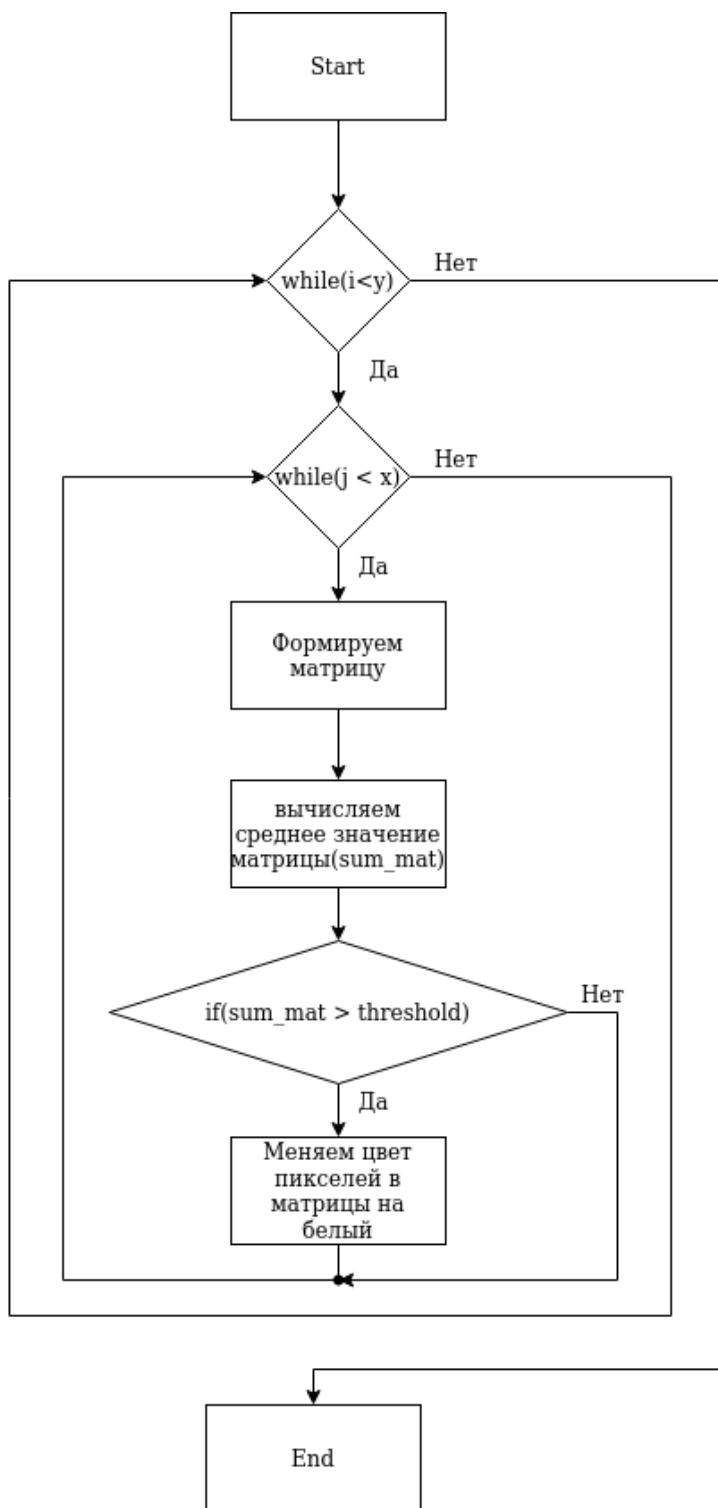 Start
while(i<y)
Нет
Да
while(j < x)
Нет
Да
Формируем
матрицу
вычисляем
среднее значение
матрицы(sum_mat)
if(sum_mat > threshold)
Нет
Да
Меняем цвет
пикселей в
матрицы на
белый
End